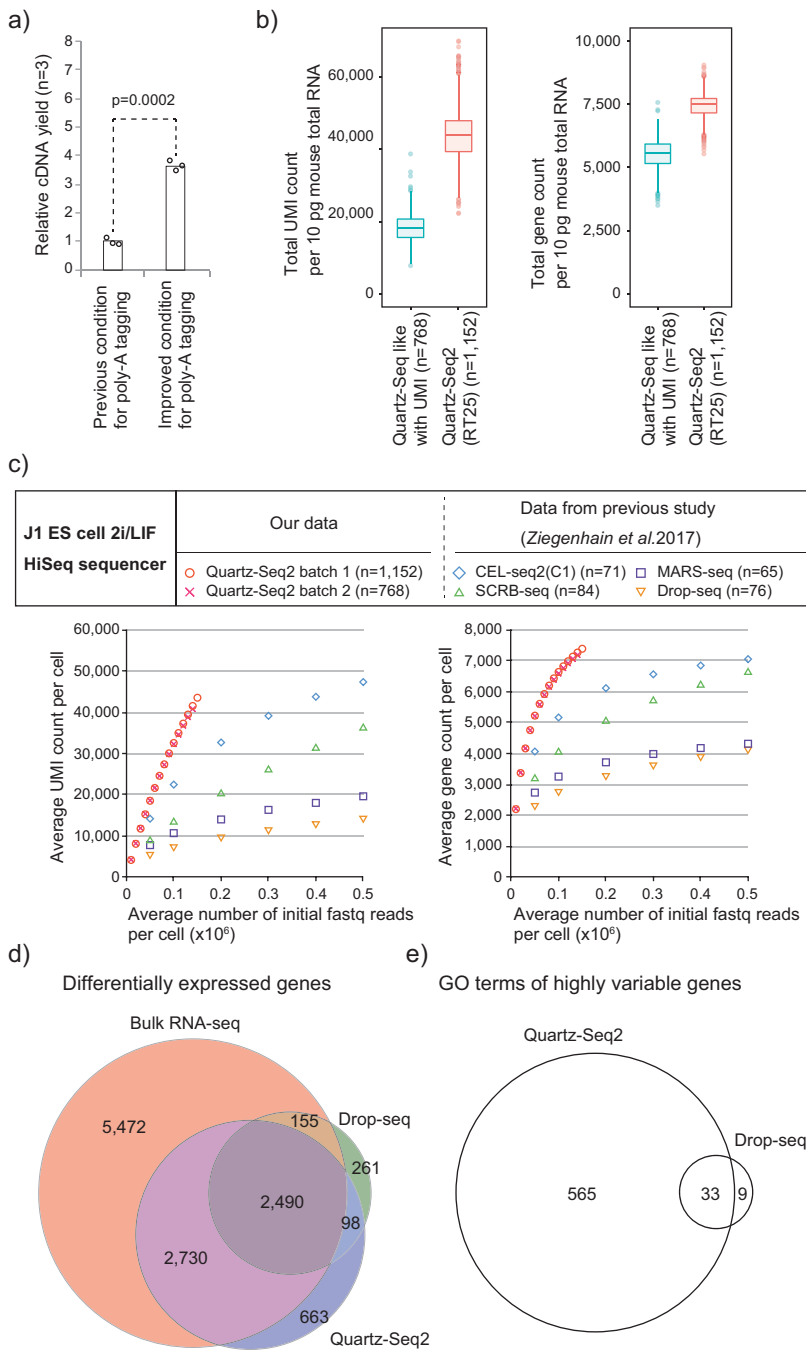 a)
Relative cDNA yield (n=3)
8
7
6
5
4
3
2
1
0
p=0.0002
Previous condition
for poly-A tagging
Improved condition
for poly-A tagging
b)
Total UMI count
per 10 pg mouse total RNA
60,000
40,000
20,000
0
Quartz-Seq like
with UMI (n=768)
Quartz-Seq2
(RT25) (n=1,152)
Total gene count
per 10 pg mouse total RNA
10,000
7,500
5,000
2,500
0
Quartz-Seq like
with UMI (n=768)
Quartz-Seq2
(RT25) (n=1,152)
c)
J1 ES cell 2i/LIF
HiSeq sequencer
Our data
Quartz-Seq2 batch 1 (n=1,152)
Quartz-Seq2 batch 2 (n=768)
Data from previous study
(Ziegenhain et al.2017)
CEL-seq2(C1) (n=71)
MARS-seq (n=65)
SCRB-seq (n=84)
Drop-seq (n=76)
Average UMI count per cell
60,000
50,000
40,000
30,000
20,000
10,000
0
0
0.1
0.2
0.3
0.4
0.5
Average number of initial fastq reads
per cell (x10⁶)
Average gene count per cell
8,000
7,000
6,000
5,000
4,000
3,000
2,000
1,000
0
0
0.1
0.2
0.3
0.4
0.5
Average number of initial fastq reads
per cell (x10⁶)
d)
Differentially expressed genes
Bulk RNA-seq
5,472
155
Drop-seq
261
2,490
98
2,730
663
Quartz-Seq2
e)
GO terms of highly variable genes
Quartz-Seq2
Drop-seq
565
33
9